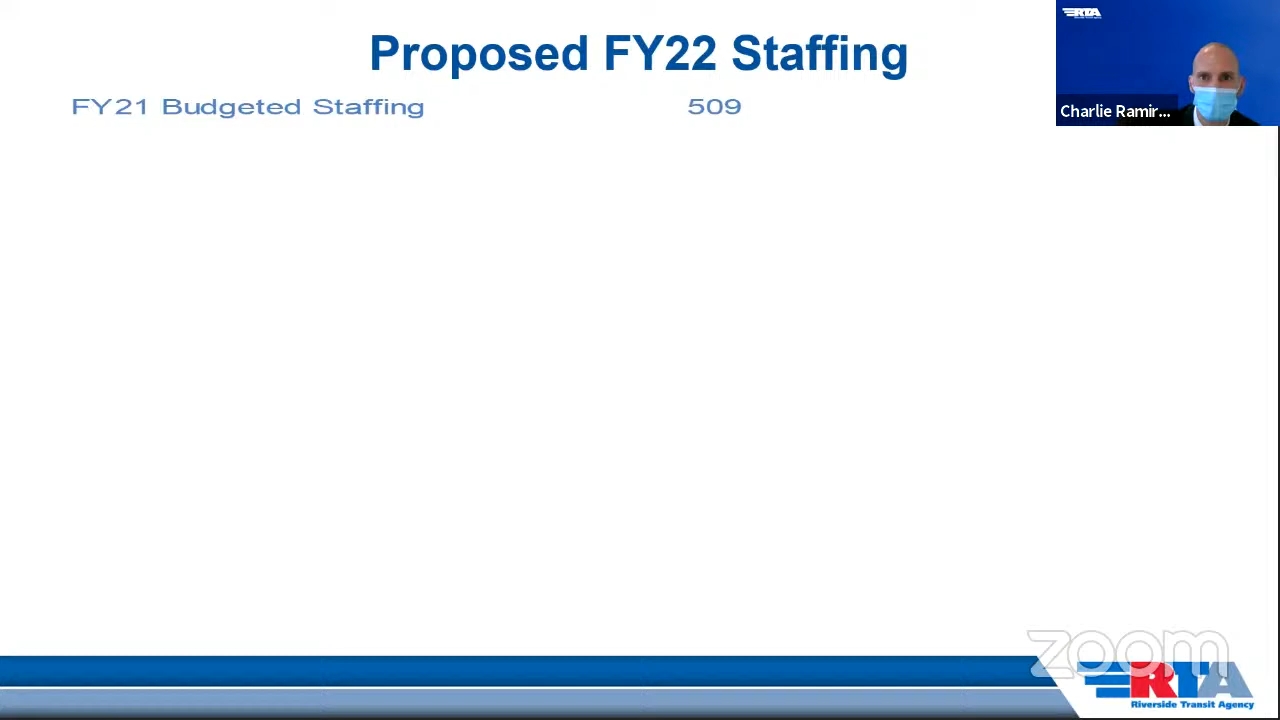 Proposed FY22 Staffing
RTA
Charlie Ramir...
FY21 Budgeted Staffing 509
zoom
RTA
Riverside Transit Agency